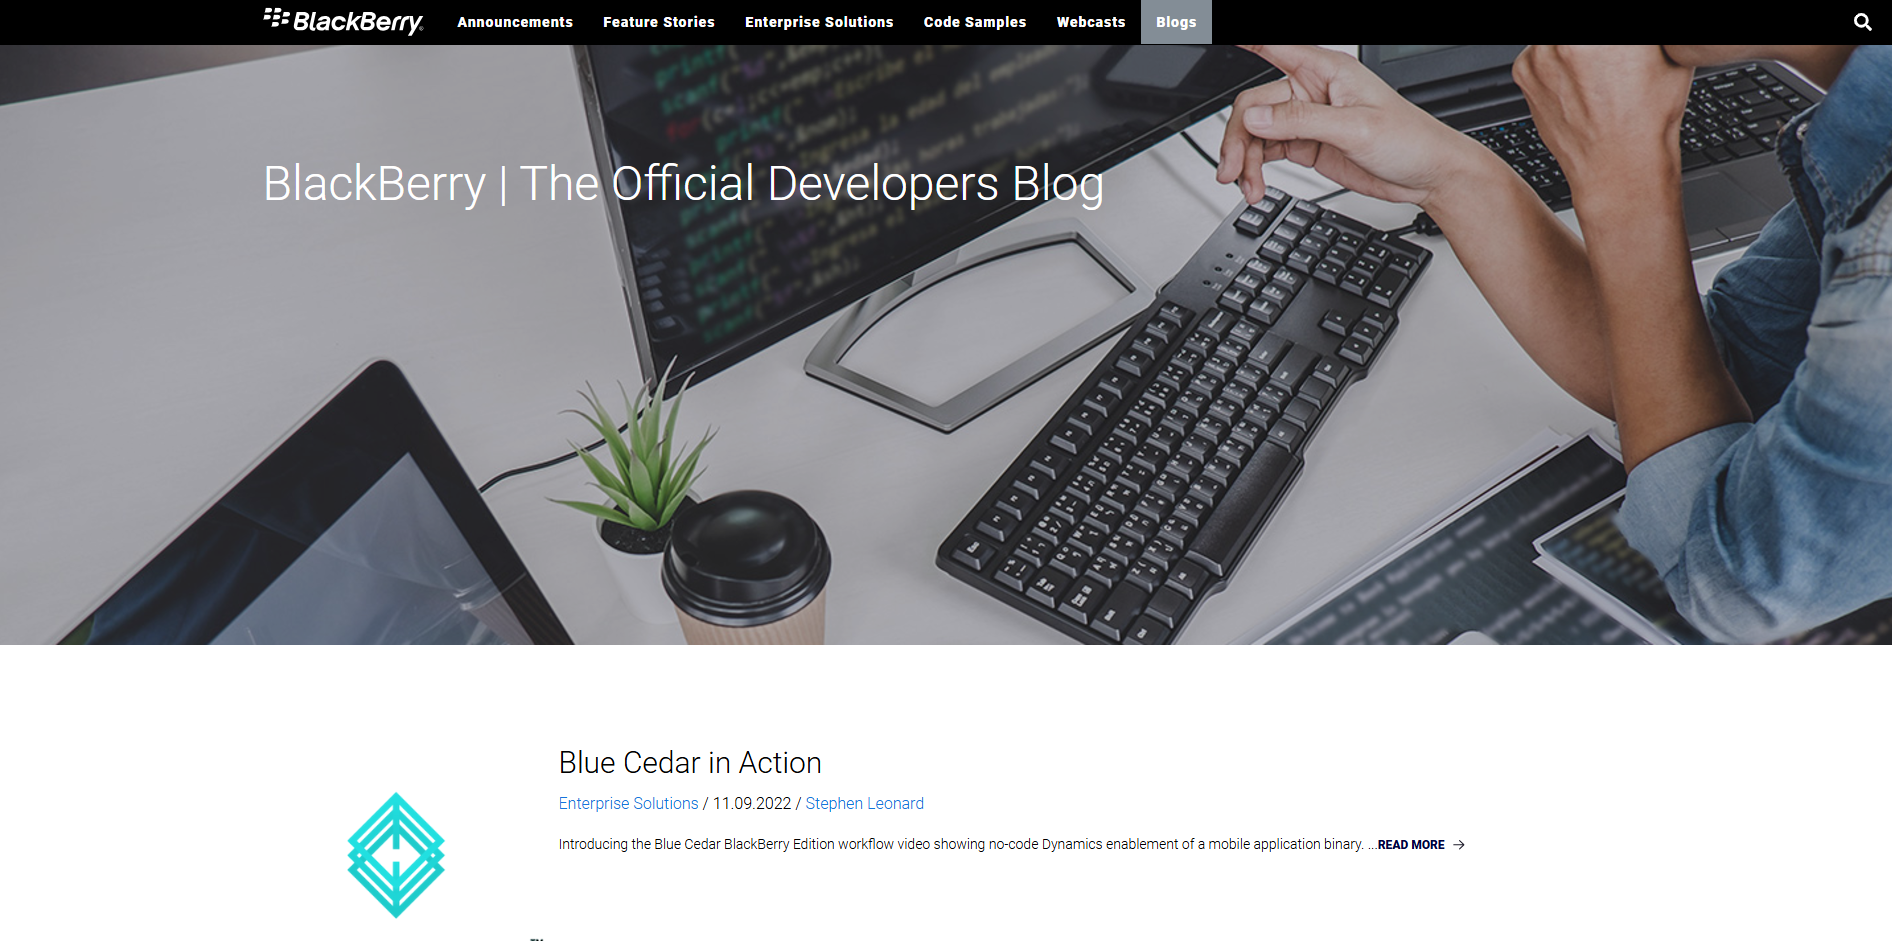 BlackBerry
Announcements
Feature Stories
Enterprise Solutions
Code Samples
Webcasts
Blogs
BlackBerry | The Official Developers Blog
Blue Cedar in Action
Enterprise Solutions / 11.09.2022 / Stephen Leonard
Introducing the Blue Cedar BlackBerry Edition workflow video showing no-code Dynamics enablement of a mobile application binary. ...READ MORE →